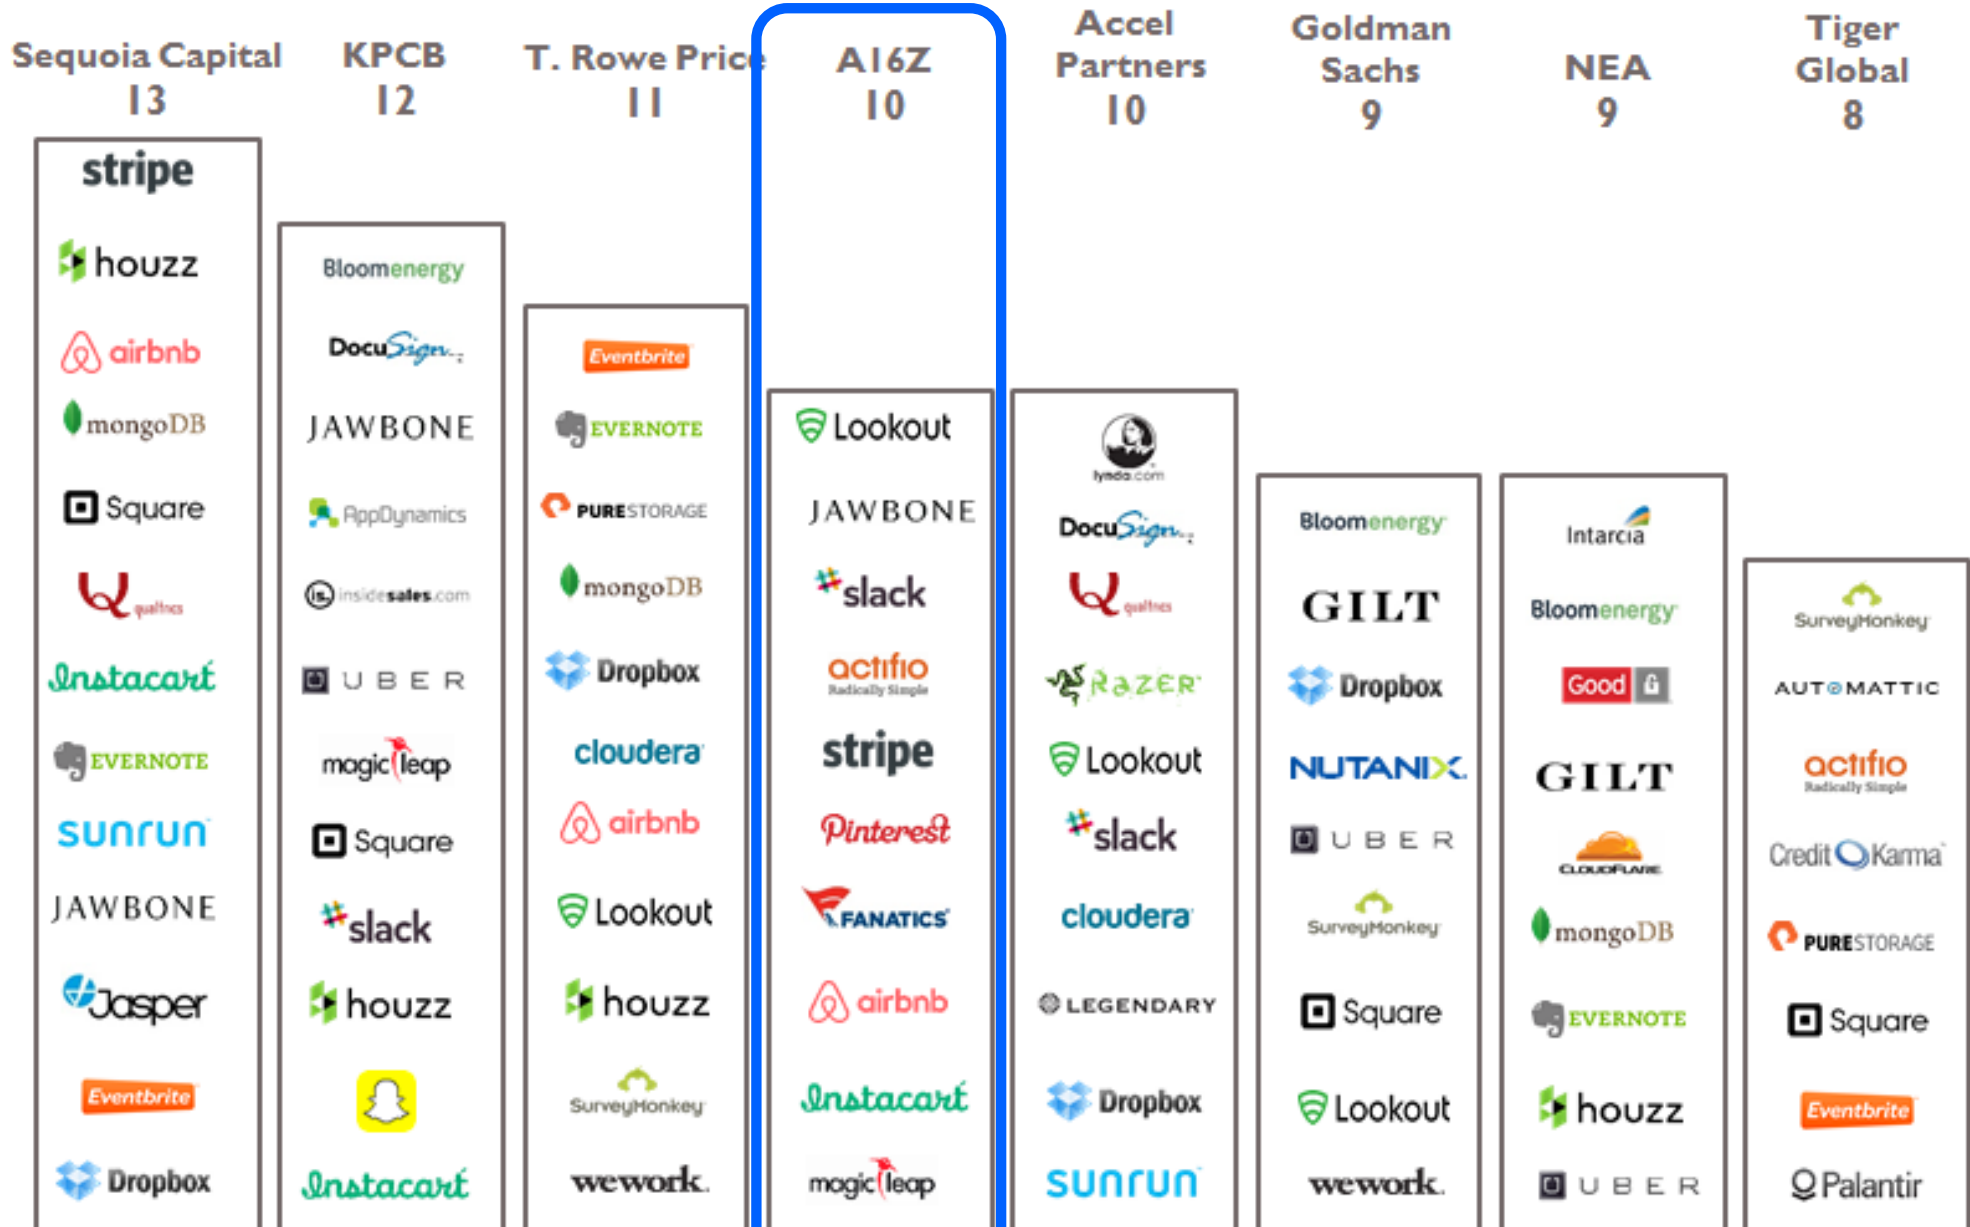 Sequoia Capital
13
stripe
houzz
airbnb
mongoDB
Square
qualtrics
Instacart
EVERNOTE
sunrun
JAWBONE
Jasper
Eventbrite
Dropbox
KPCB
12
Bloomenergy
DocuSign
JAWBONE
AppDynamics
is. insidesales.com
UBER
magic leap
Square
slack
houzz
Instacart
T. Rowe Price
11
Eventbrite
EVERNOTE
PURESTORAGE
mongoDB
Dropbox
cloudera
airbnb
Lookout
houzz
SurveyMonkey
wework.
A16Z
10
Lookout
JAWBONE
slack
actifio
Radically Simple
stripe
Pinterest
FANATICS
airbnb
Instacart
magic leap
Accel
Partners
10
lynda.com
DocuSign
qualtrics
RAZER
Lookout
slack
cloudera
LEGENDARY
Dropbox
sunrun
Goldman
Sachs
9
Bloomenergy
GILT
Dropbox
NUTANIX
UBER
SurveyMonkey
Square
Lookout
wework.
NEA
9
Intarcia
Bloomenergy
Good
GILT
CLOUDFLARE
mongoDB
EVERNOTE
houzz
UBER
Tiger
Global
8
SurveyMonkey
AUTOMATTIC
actifio
Radically Simple
Credit Karma
PURESTORAGE
Square
Eventbrite
Palantir